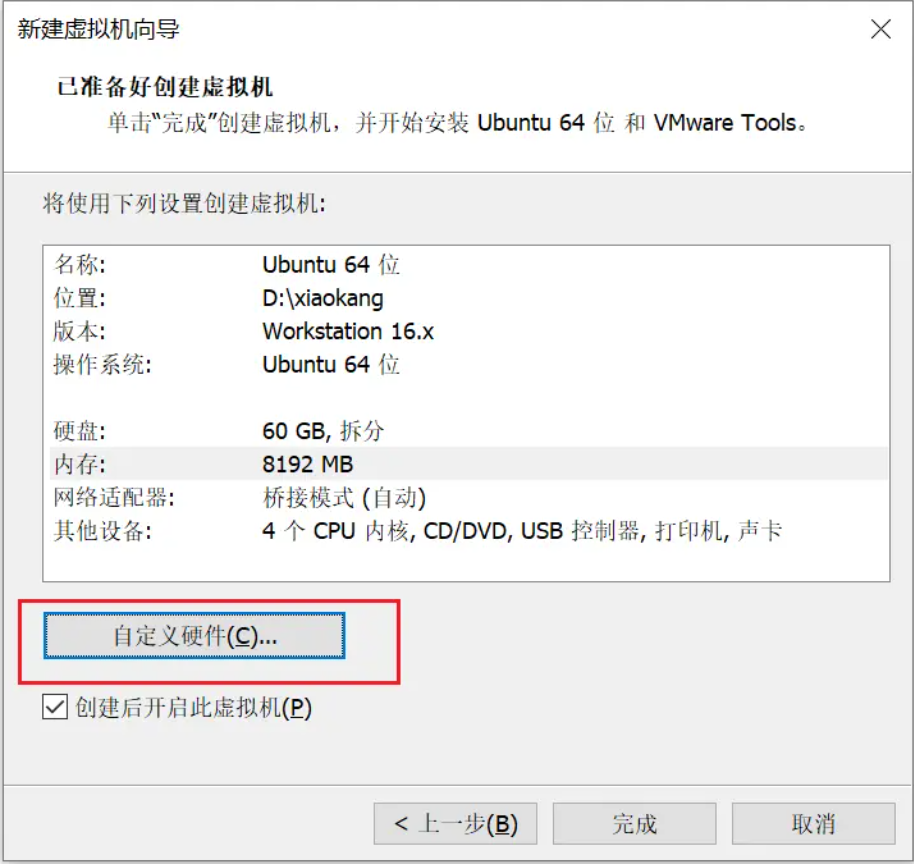 新建虚拟机向导
已准备好创建虚拟机
单击“完成”创建虚拟机，并开始安装 Ubuntu 64 位 和 VMware Tools。
将使用下列设置创建虚拟机:
名称: Ubuntu 64 位
位置: D:\xiaokang
版本: Workstation 16.x
操作系统: Ubuntu 64 位
硬盘: 60 GB, 拆分
内存: 8192 MB
网络适配器: 桥接模式 (自动)
其他设备: 4 个 CPU 内核, CD/DVD, USB 控制器, 打印机, 声卡
自定义硬件(C)...
创建后开启此虚拟机(P)
< 上一步(B) 完成 取消